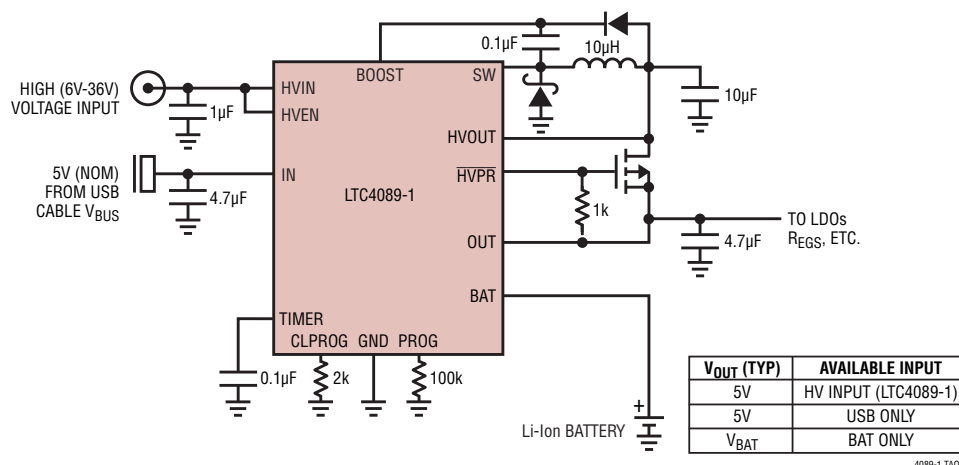 0.1µF
10µH
BOOST
SW
HIGH (6V-36V)
VOLTAGE INPUT
HVIN
1µF
HVEN
10µF
HVOUT
5V (NOM)
FROM USB
CABLE VBUS
IN
4.7µF
LTC4089-1
HVPR
1k
OUT
4.7µF
TO LDOs
REGS, ETC.
BAT
TIMER
CLPROG GND PROG
0.1µF
2k
100k
Li-Ion BATTERY
+
VOUT (TYP) AVAILABLE INPUT
5V HV INPUT (LTC4089-1)
5V USB ONLY
VBAT BAT ONLY